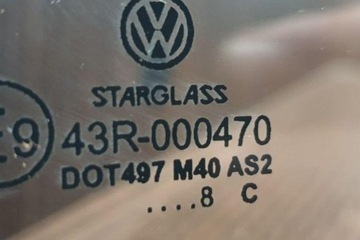 STARGLASS
E9 43R-000470
DOT497 M40 AS2
....8 C